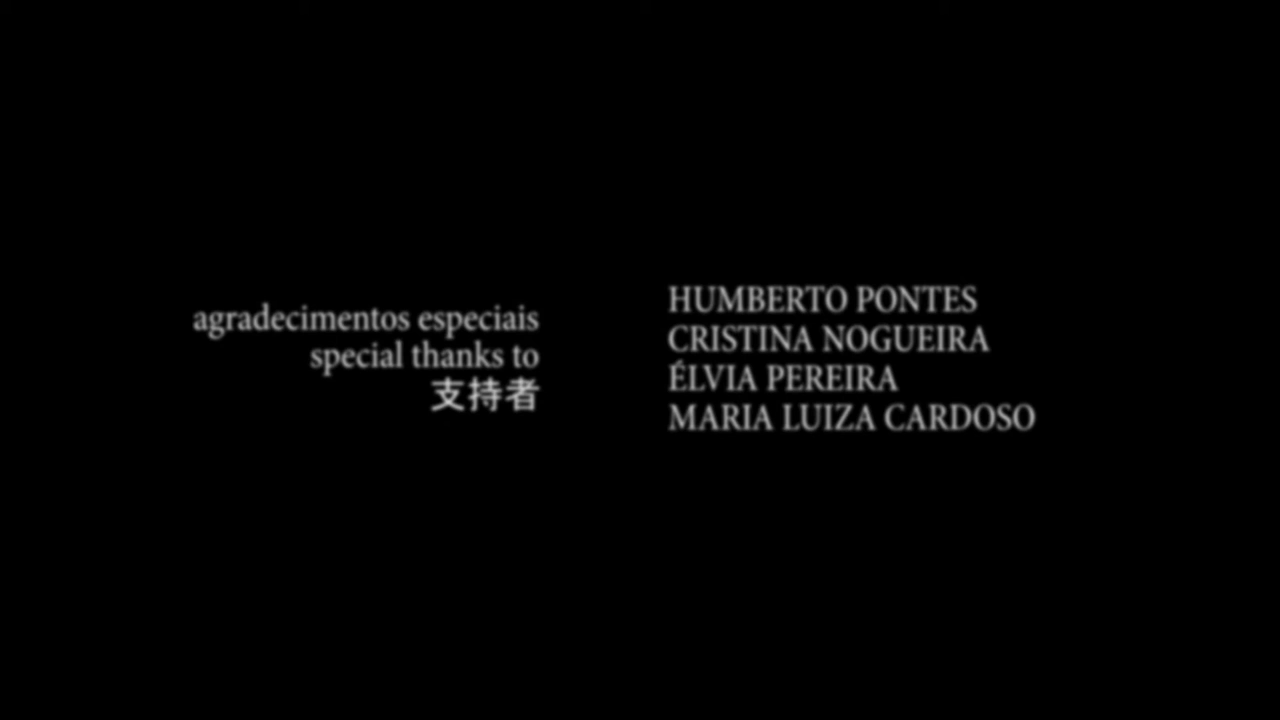 agradecimentos especiais
special thanks to
支持者
HUMBERTO PONTES
CRISTINA NOGUEIRA
ÉLVIA PEREIRA
MARIA LUIZA CARDOSO